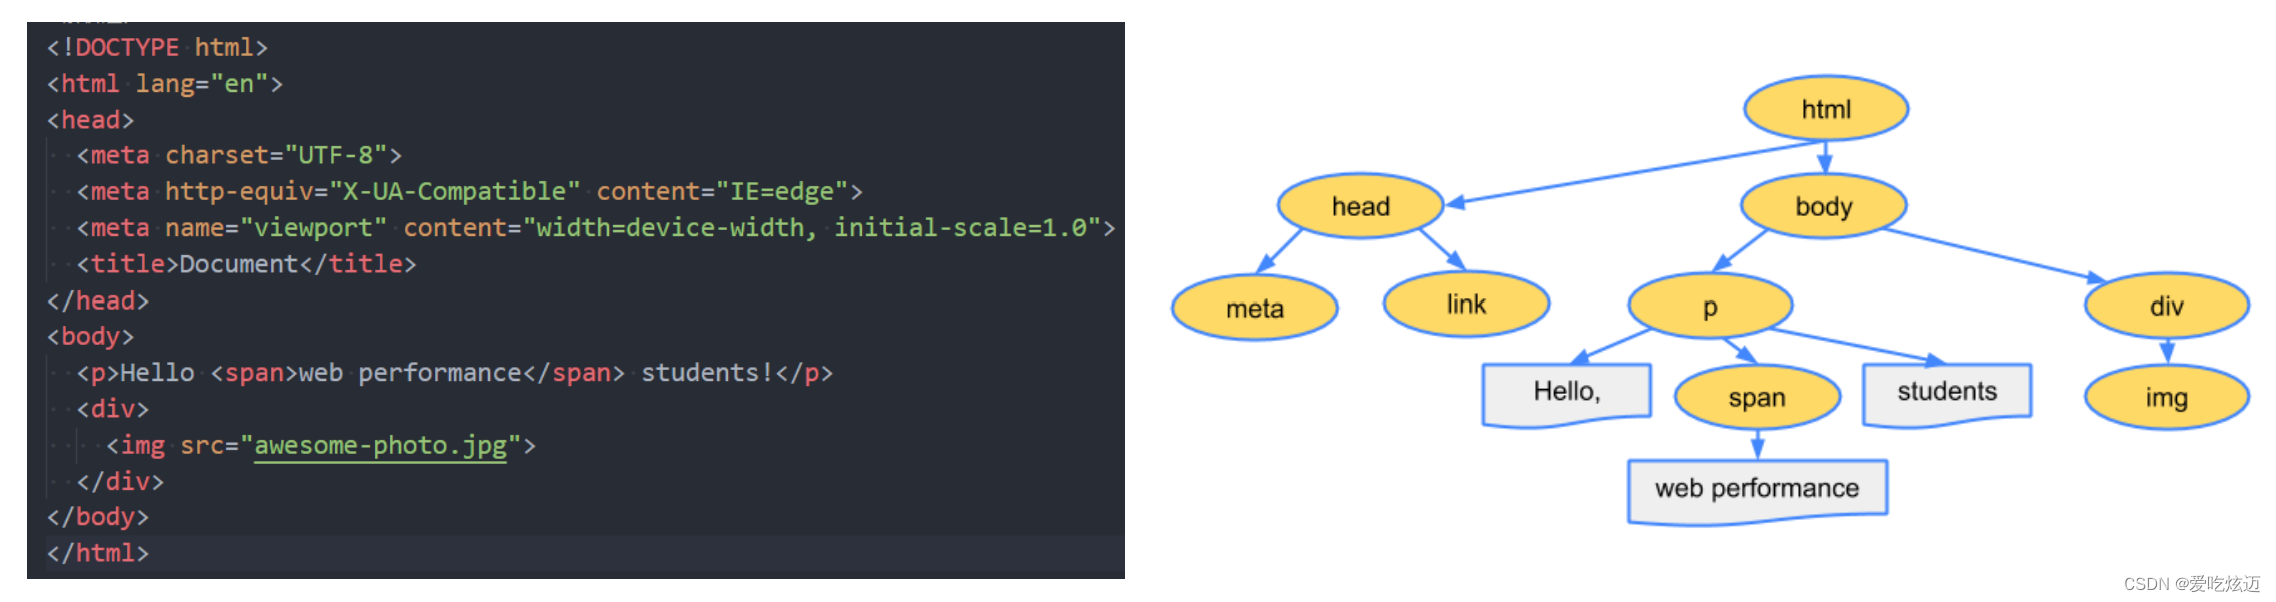 <!DOCTYPE html>
<html lang="en">
<head>
<meta charset="UTF-8">
<meta http-equiv="X-UA-Compatible" content="IE=edge">
<meta name="viewport" content="width=device-width, initial-scale=1.0">
<title>Document</title>
</head>
<body>
<p>Hello <span>web performance</span> students!</p>
<div>
<img src="awesome-photo.jpg">
</div>
</body>
</html>
html
head
body
meta
link
p
div
Hello,
span
students
img
web performance
CSDN @爱吃炫迈